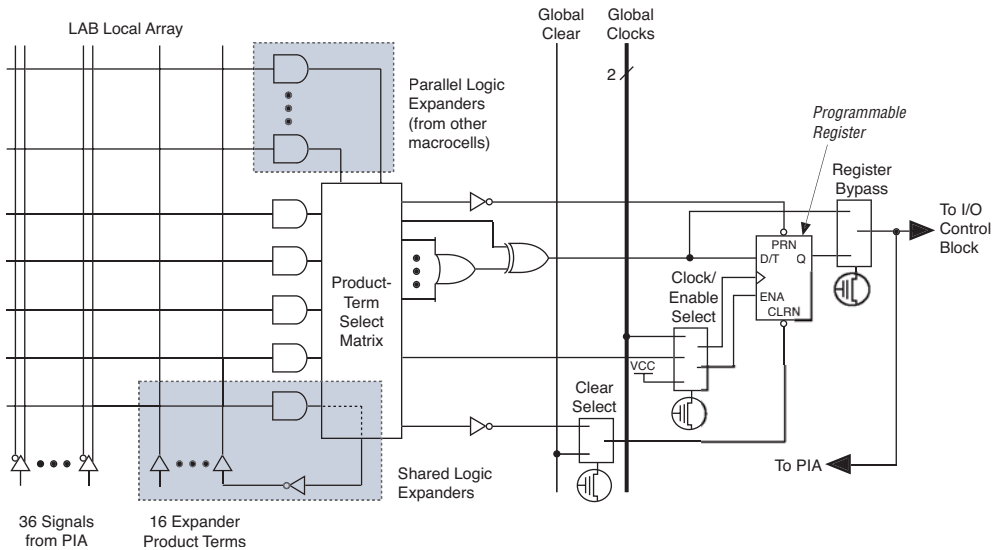 LAB Local Array
Global
Clear
Global
Clocks
2
Parallel Logic
Expanders
(from other
macrocells)
Programmable
Register
Register
Bypass
To I/O
Control
Block
PRN
D/T
Q
ENA
CLRN
Clock/
Enable
Select
Product-
Term
Select
Matrix
VCC
Clear
Select
To PIA
Shared Logic
Expanders
36 Signals
from PIA
16 Expander
Product Terms